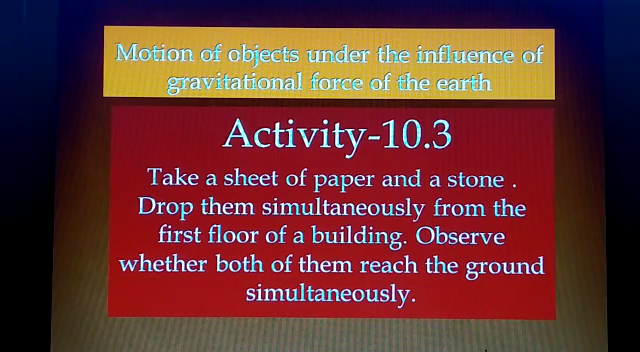 Motion of objects under the influence of
gravitational force of the earth
Activity-10.3
Take a sheet of paper and a stone .
Drop them simultaneously from the
first floor of a building. Observe
whether both of them reach the ground
simultaneously.